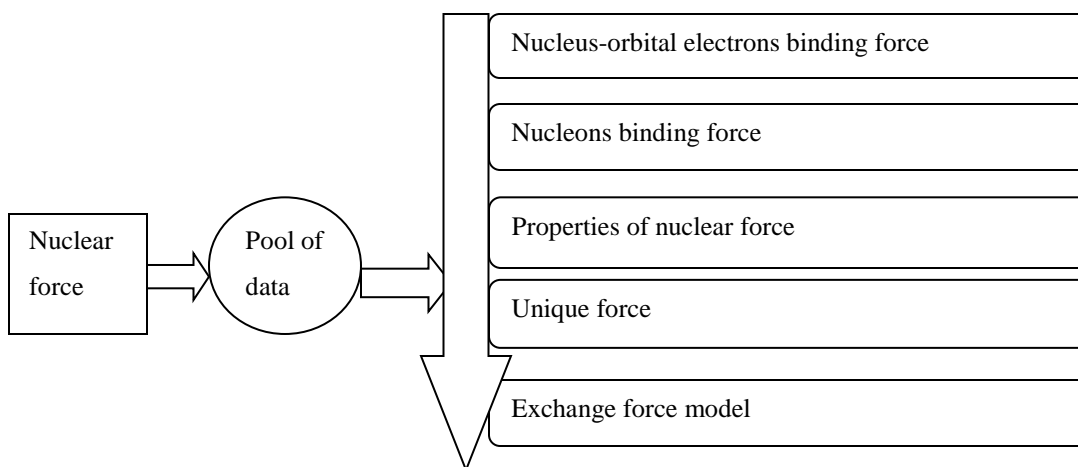 Nuclear
force
Pool of
data
Nucleus-orbital electrons binding force
Nucleons binding force
Properties of nuclear force
Unique force
Exchange force model